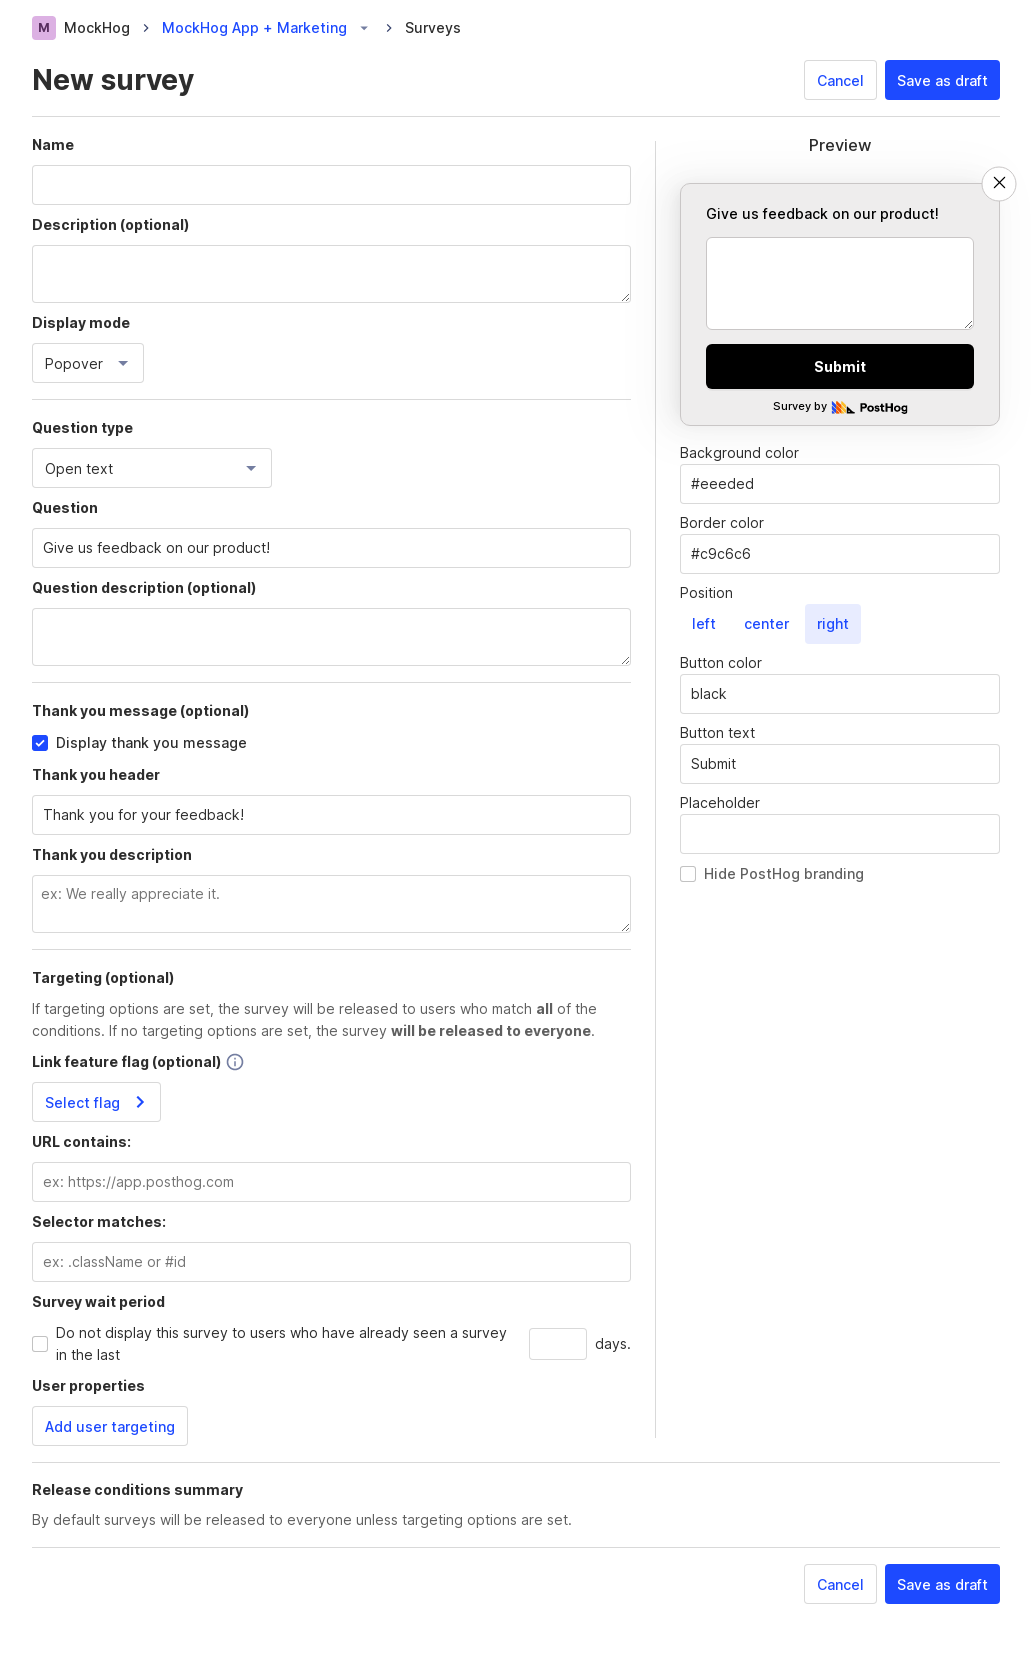 M MockHog > MockHog App + Marketing > Surveys
New survey
Cancel
Save as draft
Name
Description (optional)
Display mode
Popover
Question type
Open text
Question
Give us feedback on our product!
Question description (optional)
Thank you message (optional)
Display thank you message
Thank you header
Thank you for your feedback!
Thank you description
ex: We really appreciate it.
Targeting (optional)
If targeting options are set, the survey will be released to users who match all of the
conditions. If no targeting options are set, the survey will be released to everyone.
Link feature flag (optional)
Select flag
URL contains:
ex: https://app.posthog.com
Selector matches:
ex: .className or #id
Survey wait period
Do not display this survey to users who have already seen a survey
in the last
days.
User properties
Add user targeting
Preview
Give us feedback on our product!
Submit
Survey by PostHog
Background color
#eeeded
Border color
#c9c6c6
Position
left center right
Button color
black
Button text
Submit
Placeholder
Hide PostHog branding
Release conditions summary
By default surveys will be released to everyone unless targeting options are set.
Cancel
Save as draft